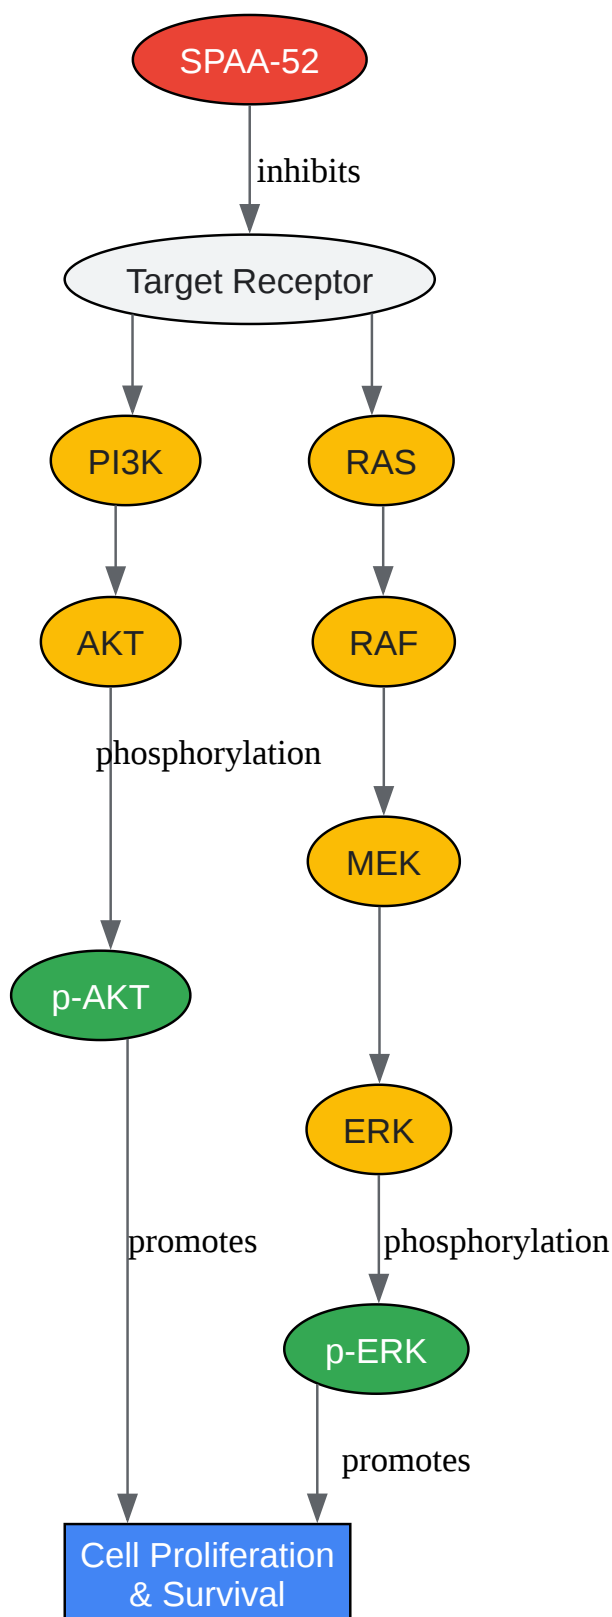 SPAA-52
inhibits
Target Receptor
PI3K
RAS
AKT
RAF
phosphorylation
MEK
p-AKT
ERK
promotes
phosphorylation
p-ERK
promotes
Cell Proliferation
& Survival